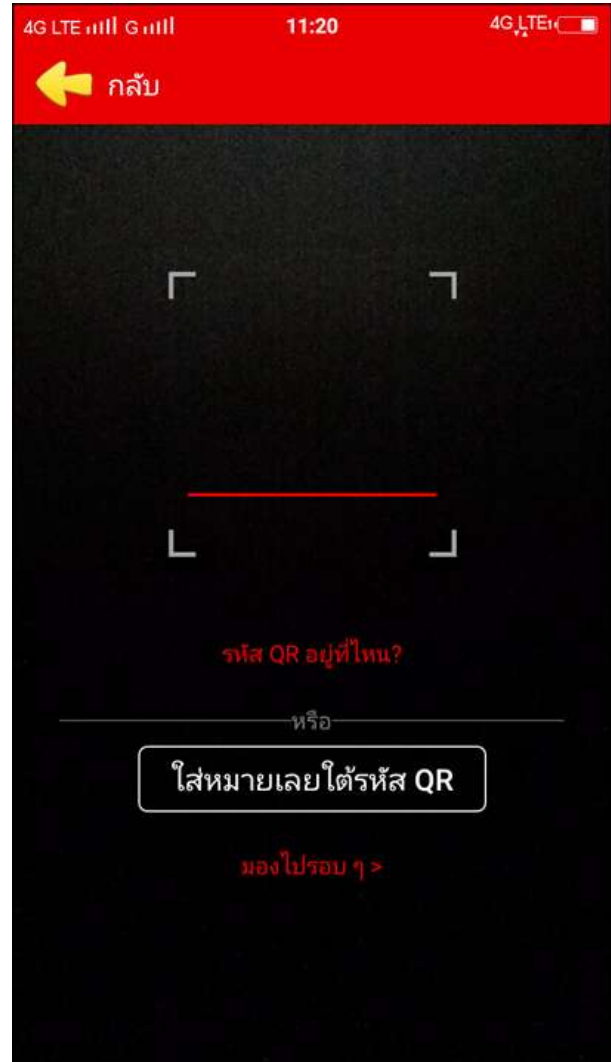 4G LTE G 11:20 4G LTE
กลับ
รหัส QR อยู่ที่ไหน?
หรือ
ใส่หมายเลขใต้รหัส QR
มองไปรอบ ๆ >